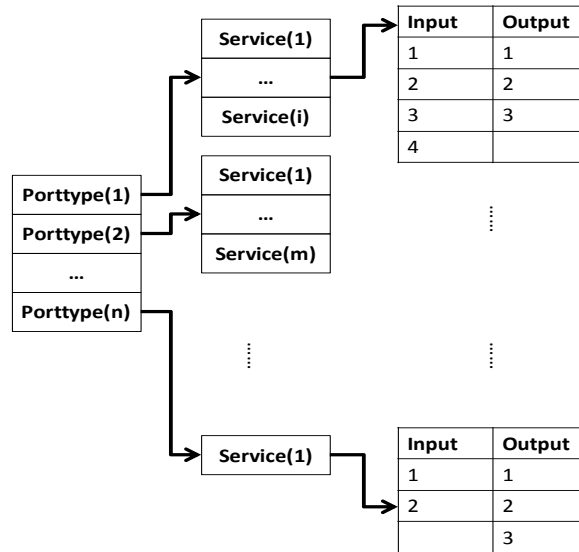 Porttype(1)
Porttype(2)
...
Porttype(n)
Service(1)
...
Service(i)
Service(1)
...
Service(m)
Service(1)
Input Output
1 1
2 2
3 3
4
Input Output
1 1
2 2
3